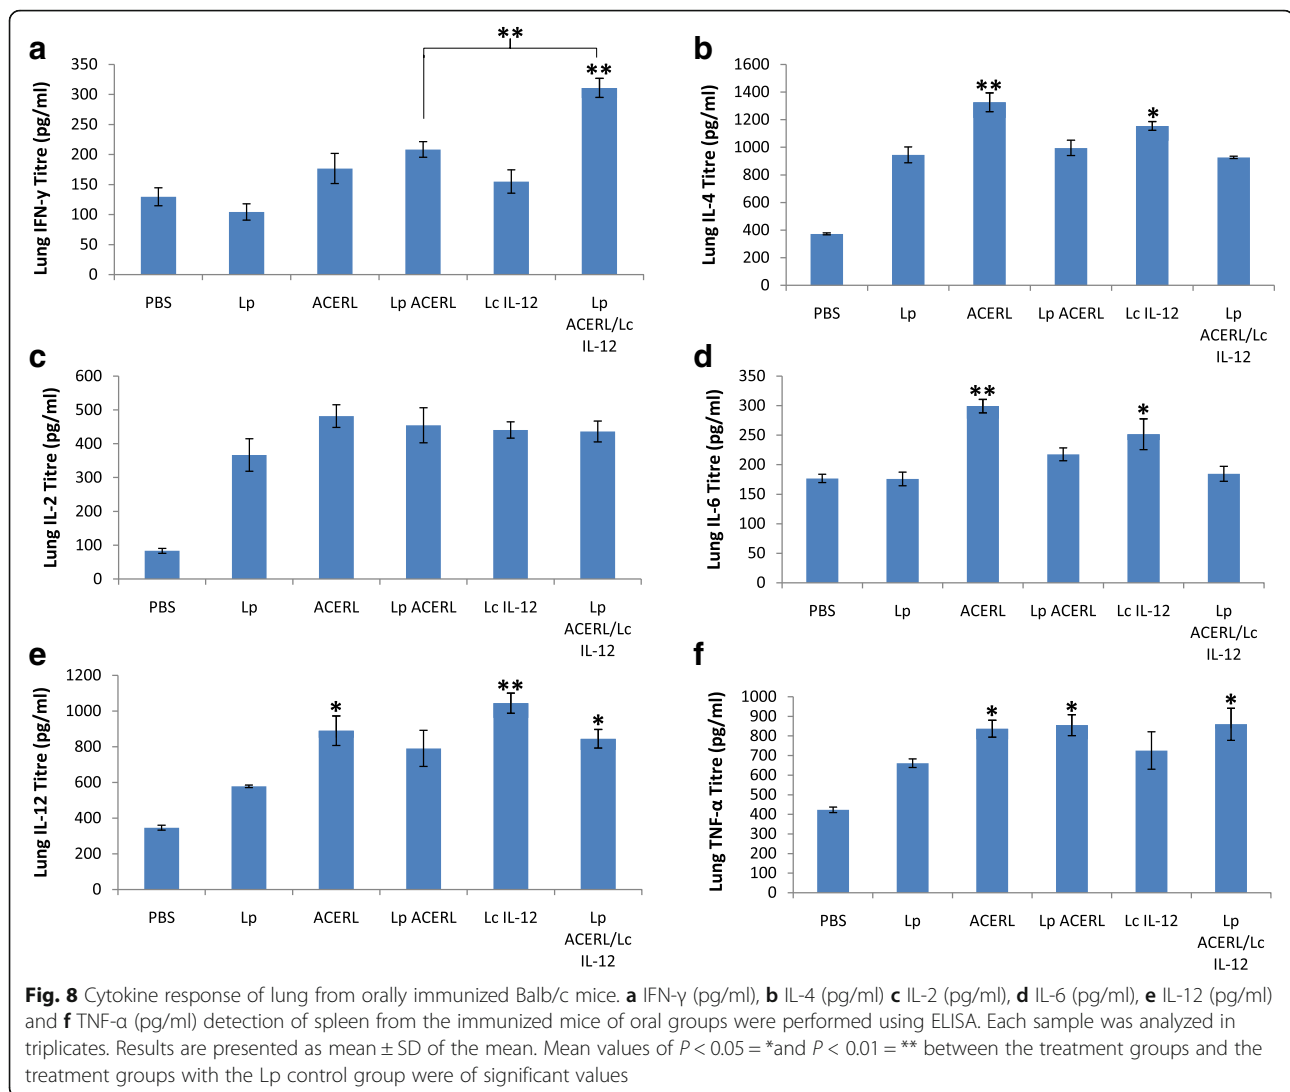 a
**
**
350
300
250
200
150
100
50
0
Lung IFN-γ Titre (pg/ml)
PBS Lp ACERL Lp ACERL Lc IL-12 Lp
ACERL/Lc
IL-12
b
**
*
1600
1400
1200
1000
800
600
400
200
0
Lung IL-4 Titre (pg/ml)
PBS Lp ACERL Lp ACERL Lc IL-12 Lp
ACERL/Lc
IL-12
c
600
500
400
300
200
100
0
Lung IL-2 Titre (pg/ml)
PBS Lp ACERL Lp ACERL Lc IL-12 Lp
ACERL/Lc
IL-12
d
**
*
350
300
250
200
150
100
50
0
Lung IL-6 Titre (pg/ml)
PBS Lp ACERL Lp ACERL Lc IL-12 Lp
ACERL/Lc
IL-12
e
*
**
*
1200
1000
800
600
400
200
0
Lung IL-12 Titre (pg/ml)
PBS Lp ACERL Lp ACERL Lc IL-12 Lp
ACERL/Lc
IL-12
f
*
*
*
1000
900
800
700
600
500
400
300
200
100
0
Lung TNF-α Titre (pg/ml)
PBS Lp ACERL Lp ACERL Lc IL-12 Lp
ACERL/Lc
IL-12
Fig. 8 Cytokine response of lung from orally immunized Balb/c mice. a IFN-γ (pg/ml), b IL-4 (pg/ml) c IL-2 (pg/ml), d IL-6 (pg/ml), e IL-12 (pg/ml)
and f TNF-α (pg/ml) detection of spleen from the immunized mice of oral groups were performed using ELISA. Each sample was analyzed in
triplicates. Results are presented as mean ± SD of the mean. Mean values of P < 0.05 = *and P < 0.01 = ** between the treatment groups and the
treatment groups with the Lp control group were of significant values